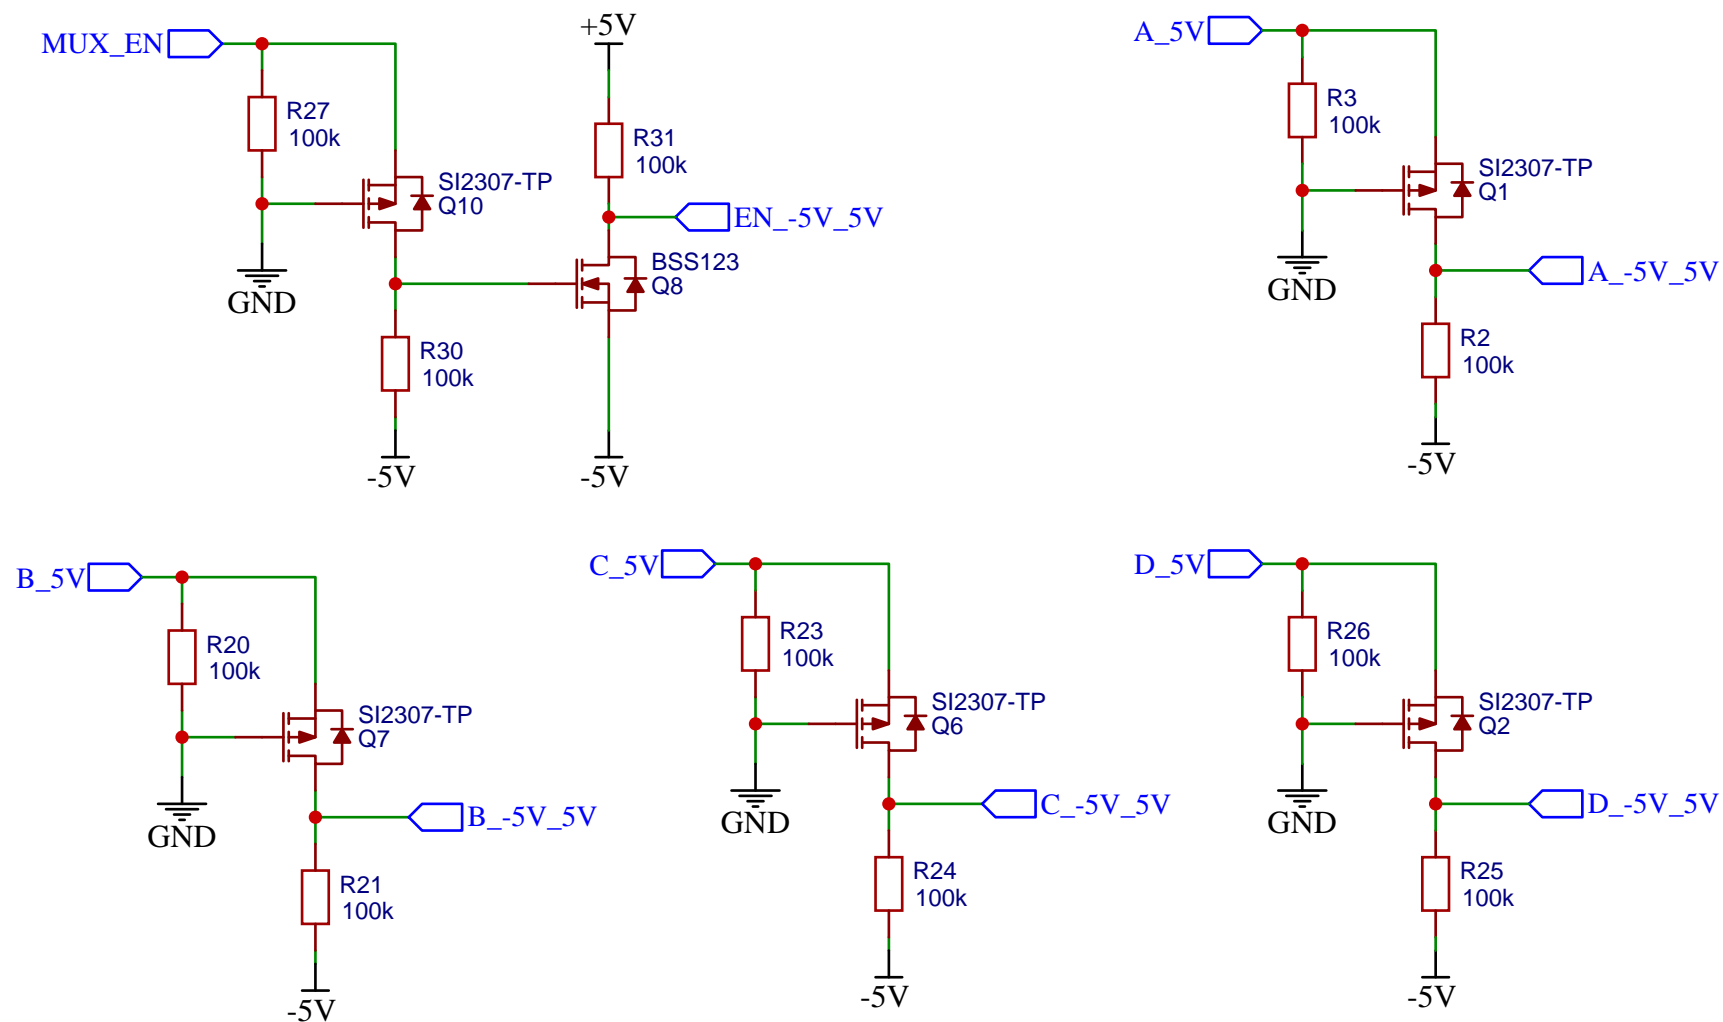 MUX_EN
R27
100k
GND
SI2307-TP
Q10
R30
100k
-5V
+5V
R31
100k
EN_-5V_5V
BSS123
Q8
-5V
A_5V
R3
100k
GND
SI2307-TP
Q1
A_-5V_5V
R2
100k
-5V
B_5V
R20
100k
GND
SI2307-TP
Q7
B_-5V_5V
R21
100k
-5V
C_5V
R23
100k
GND
SI2307-TP
Q6
C_-5V_5V
R24
100k
-5V
D_5V
R26
100k
GND
SI2307-TP
Q2
D_-5V_5V
R25
100k
-5V